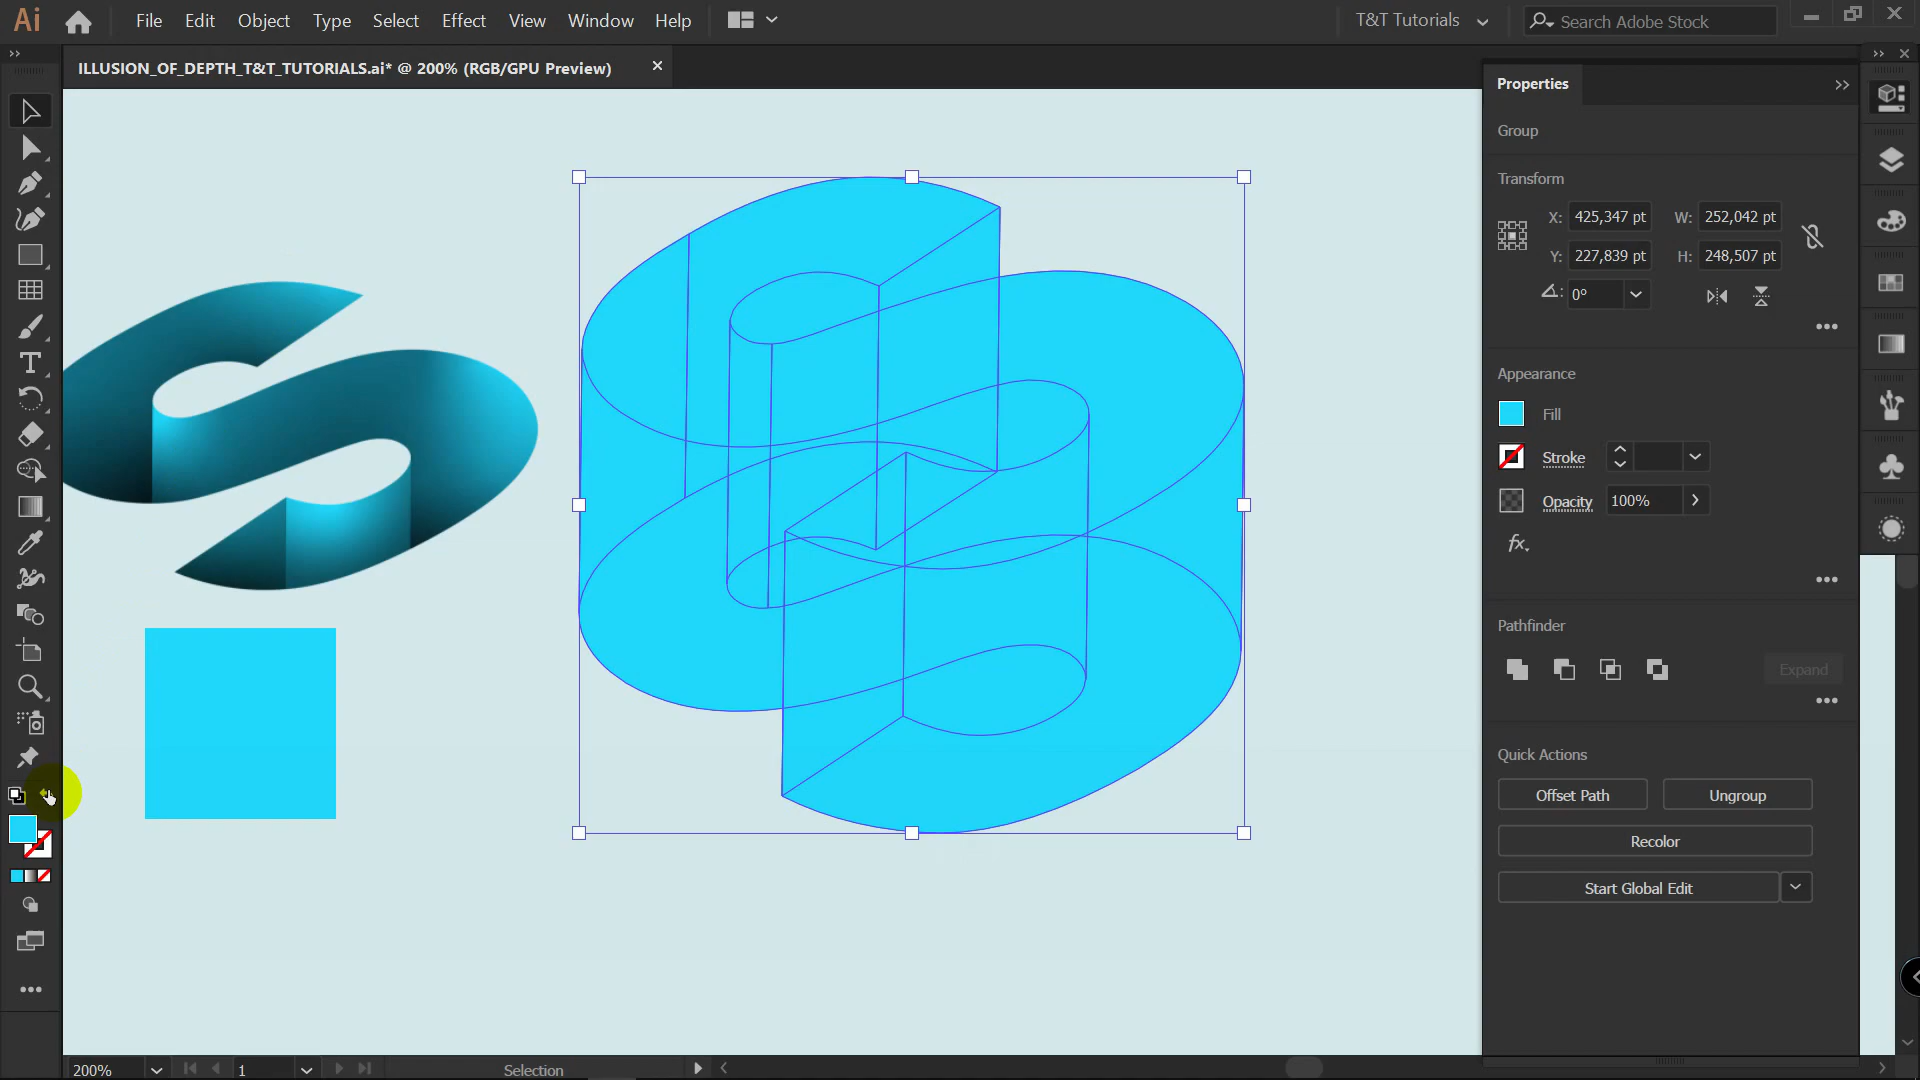 Ai File Edit Object Type Select Effect View Window Help T&T Tutorials Search Adobe Stock
ILLUSION_OF_DEPTH_T&T_TUTORIALS.ai* @ 200% (RGB/GPU Preview)
Properties
Group
Transform
X: 425,347 pt W: 252,042 pt
Y: 227,839 pt H: 248,507 pt
0°
Appearance
Fill
Stroke
Opacity 100%
fx
Pathfinder
Expand
Quick Actions
Offset Path Ungroup
Recolor
Start Global Edit
200% 1 Selection